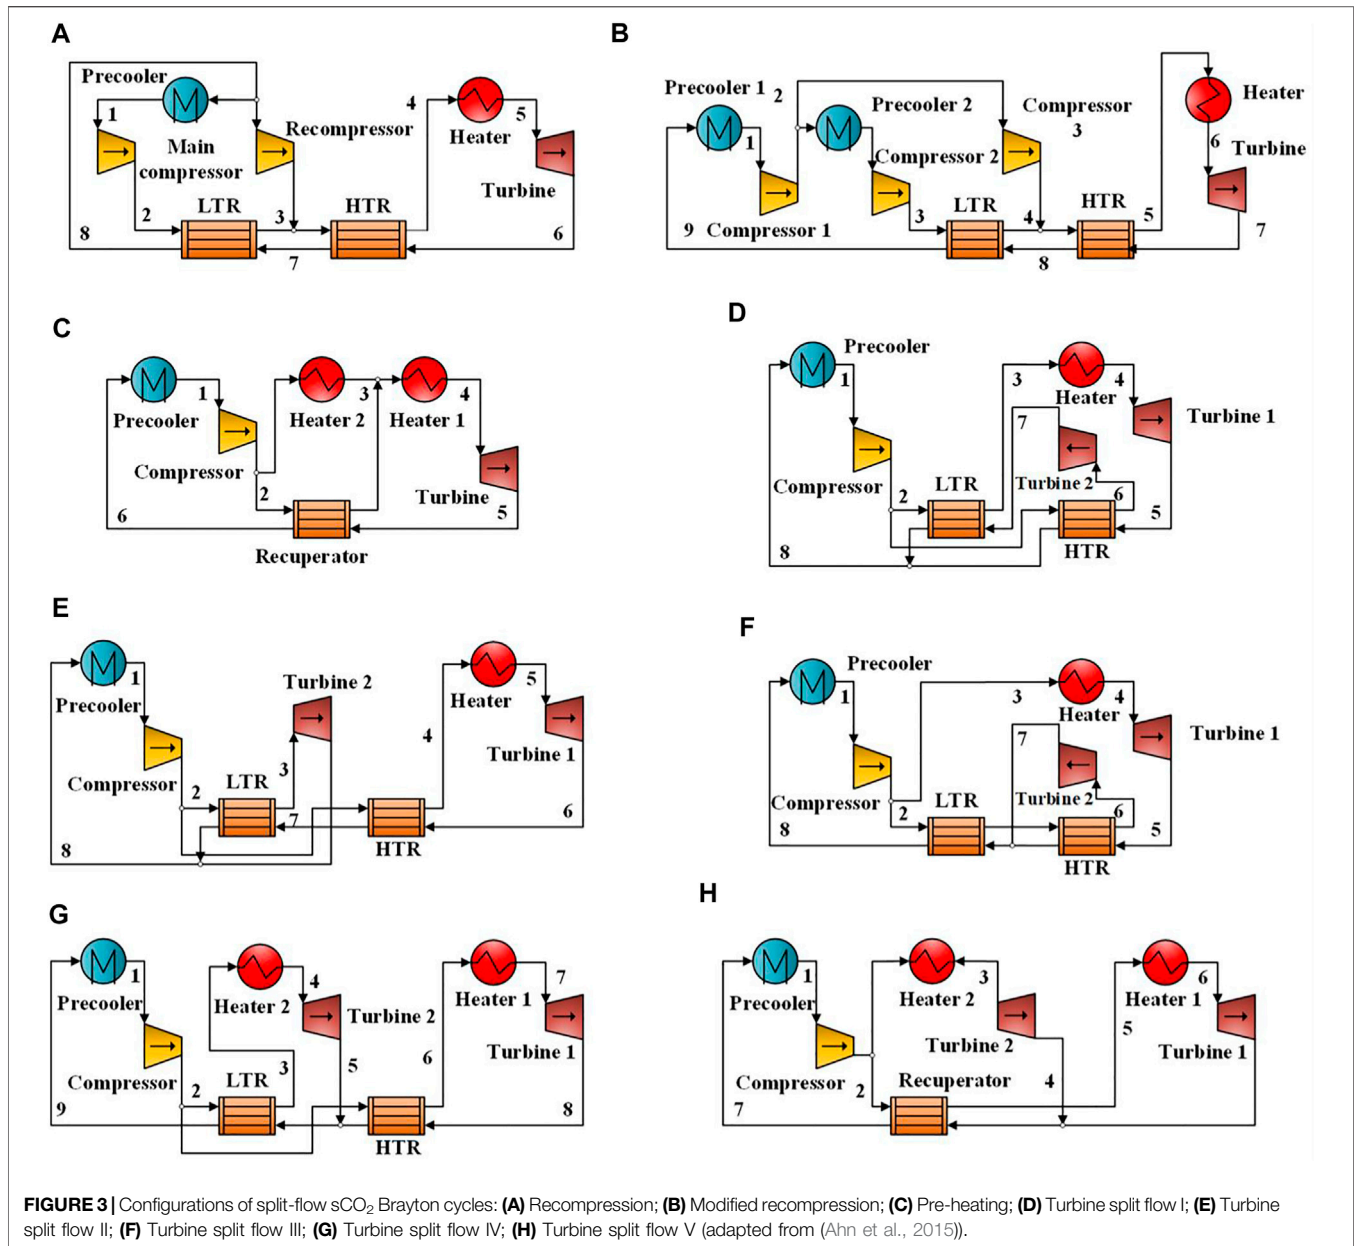 A
Precooler
1
Main
compressor
Recompressor
4
Heater
5
Turbine
2
LTR
3
HTR
6
7
8
B
Precooler 1
2
Precooler 2
Compressor
3
Heater
1
Compressor 2
6
Turbine
9
Compressor 1
3
LTR
4
HTR
5
7
8
C
Precooler
1
Heater 2
3
Heater 1
4
Compressor
2
Turbine
5
6
Recuperator
D
Precooler
1
3
Heater
4
Turbine 1
7
Compressor
2
LTR
Turbine 2
6
5
HTR
8
E
Precooler
1
Turbine 2
Heater
5
4
Turbine 1
Compressor
2
LTR
3
7
6
HTR
8
F
Precooler
1
3
Heater
4
Turbine 1
7
Compressor
2
LTR
Turbine 2
6
5
HTR
8
G
Precooler
1
Heater 2
4
Turbine 2
Heater 1
7
Turbine 1
Compressor
2
LTR
3
5
6
8
9
HTR
H
Precooler
1
Heater 2
3
Turbine 2
Heater 1
6
5
Turbine 1
Compressor
2
Recuperator
4
7
FIGURE 3 | Configurations of split-flow sCO₂ Brayton cycles: (A) Recompression; (B) Modified recompression; (C) Pre-heating; (D) Turbine split flow I; (E) Turbine
split flow II; (F) Turbine split flow III; (G) Turbine split flow IV; (H) Turbine split flow V (adapted from (Ahn et al., 2015)).